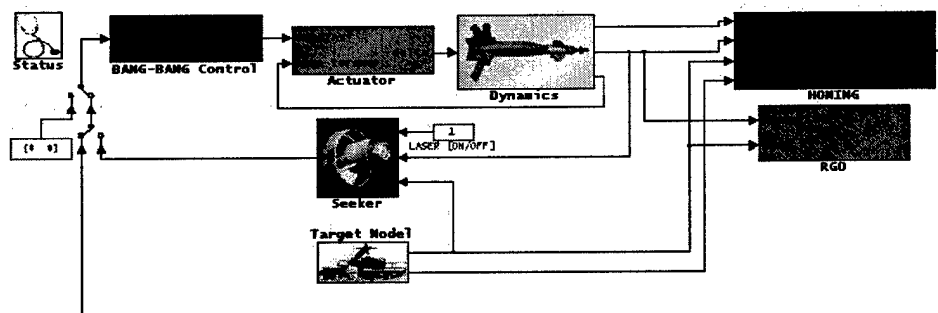 Status
BANG-BANG Control
Actuator
Dynamics
HOMING
1
LASER [ON/OFF]
RGD
Seeker
Target Model